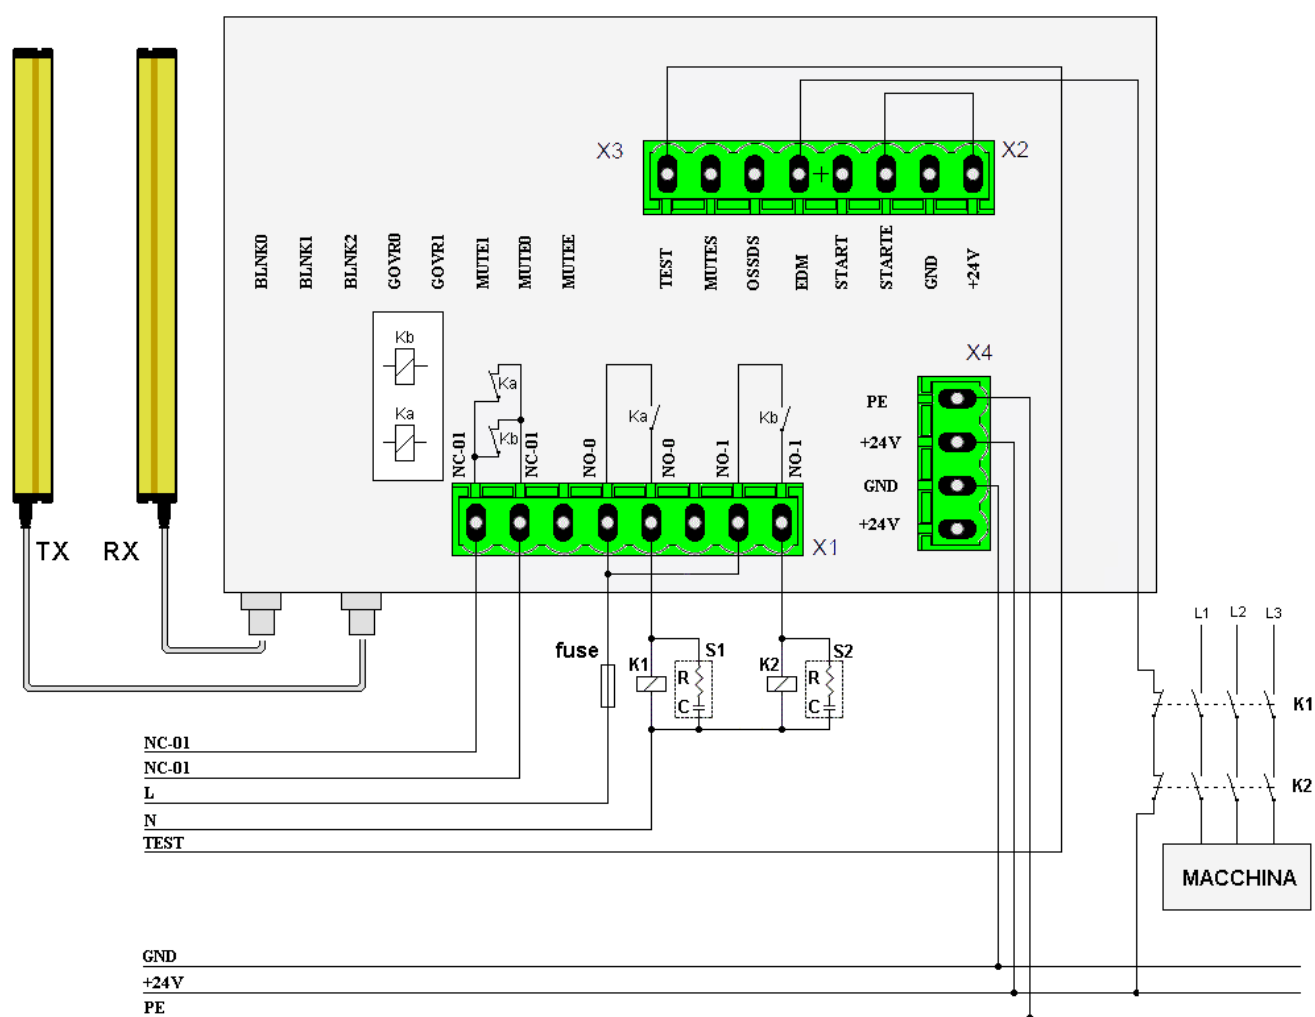 X3
X2
BLNK0
BLNK1
BLNK2
GOVR0
GOVR1
MUTE1
MUTE0
MUTEE
TEST
MUTES
OSSDS
EDM
START
STARTE
GND
+24V
Kb
Ka
Ka
Kb
Ka
Kb
NC-01
NC-01
NO-0
NO-0
NO-1
NO-1
X4
PE
+24V
GND
+24V
X1
TX
RX
fuse
K1
S1
R
C
K2
S2
R
C
L1
L2
L3
K1
K2
MACCHINA
NC-01
NC-01
L
N
TEST
GND
+24V
PE